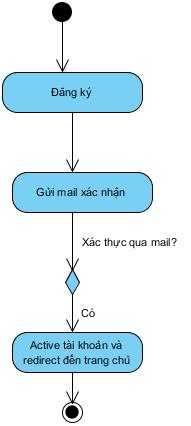 Đăng ký
Gửi mail xác nhận
Xác thực qua mail?
Có
Active tài khoản và
redirect đến trang chủ